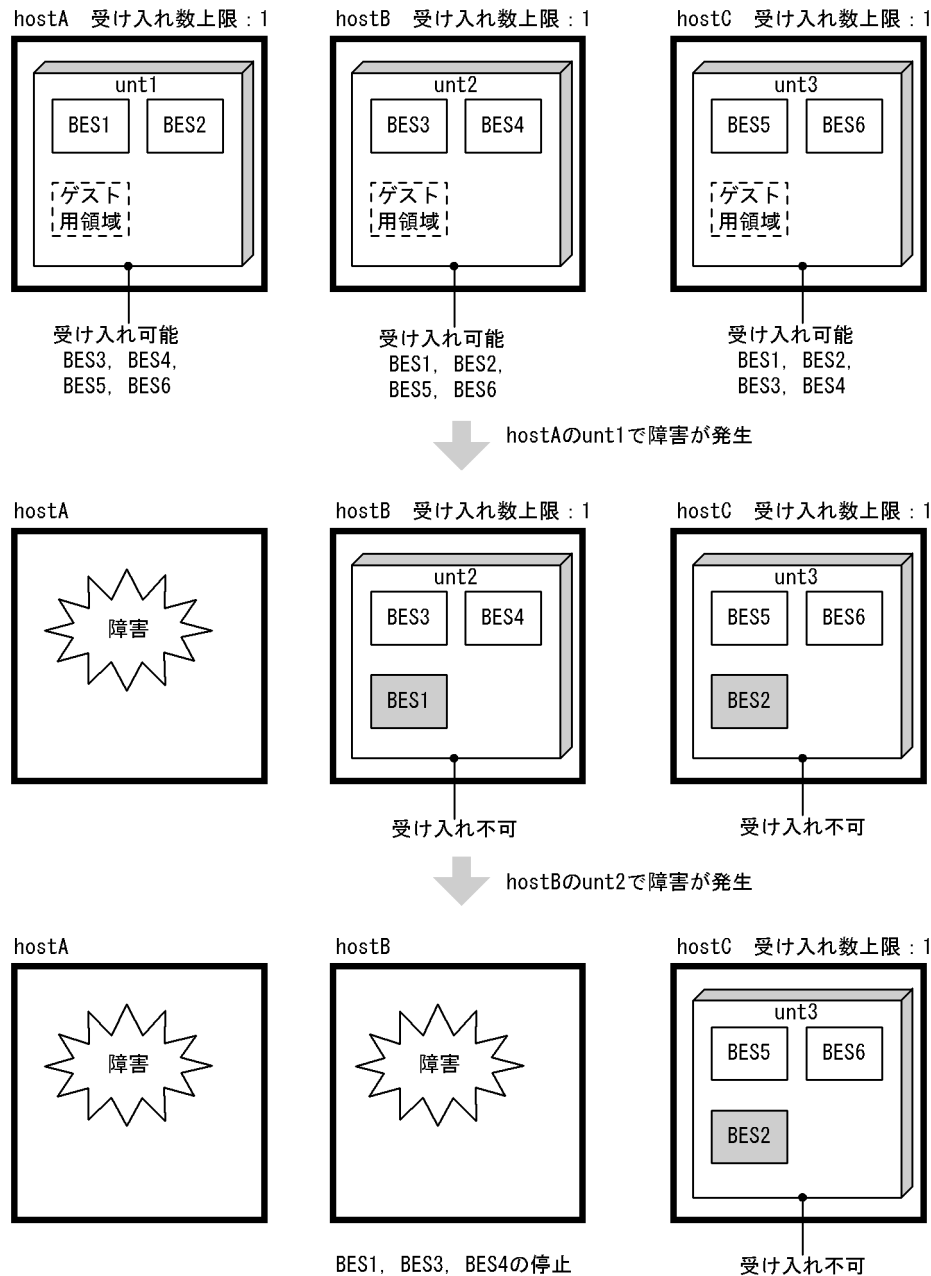 hostA 受け入れ数上限：1
hostB 受け入れ数上限：1
hostC 受け入れ数上限：1
unt1
BES1
BES2
ゲスト
用領域
unt2
BES3
BES4
ゲスト
用領域
unt3
BES5
BES6
ゲスト
用領域
受け入れ可能
BES3, BES4,
BES5, BES6
受け入れ可能
BES1, BES2,
BES5, BES6
受け入れ可能
BES1, BES2,
BES3, BES4
hostAのunt1で障害が発生
hostA
hostB 受け入れ数上限：1
hostC 受け入れ数上限：1
障害
unt2
BES3
BES4
BES1
unt3
BES5
BES6
BES2
受け入れ不可
受け入れ不可
hostBのunt2で障害が発生
hostA
hostB
hostC 受け入れ数上限：1
障害
障害
unt3
BES5
BES6
BES2
BES1, BES3, BES4の停止
受け入れ不可